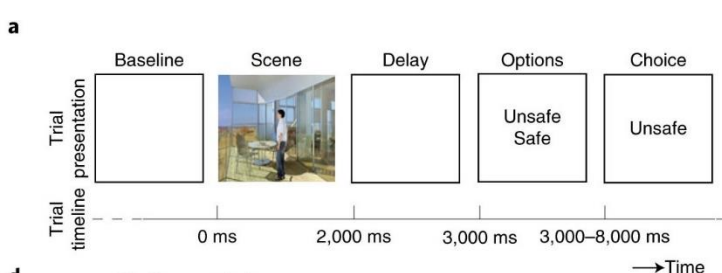 a
Baseline Scene Delay Options Choice
Trial
presentation
Unsafe
Safe
Unsafe
Trial
timeline
0 ms 2,000 ms 3,000 ms 3,000–8,000 ms
→Time